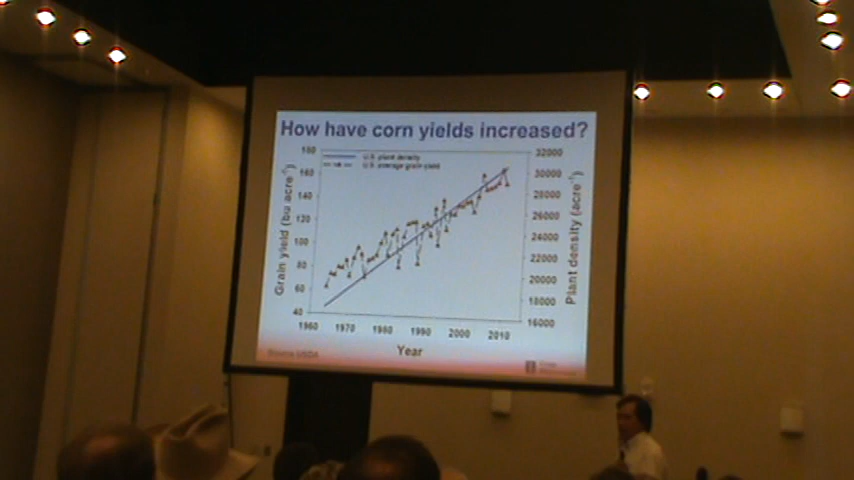 How have corn yields increased?
U.S. plant density
U.S. average grain yield
Grain yield (bu acre⁻¹)
180
160
140
120
100
80
60
40
32000
30000
28000
26000
24000
22000
20000
18000
16000
Plant density (acre⁻¹)
1960 1970 1980 1990 2000 2010
Year
Source USDA